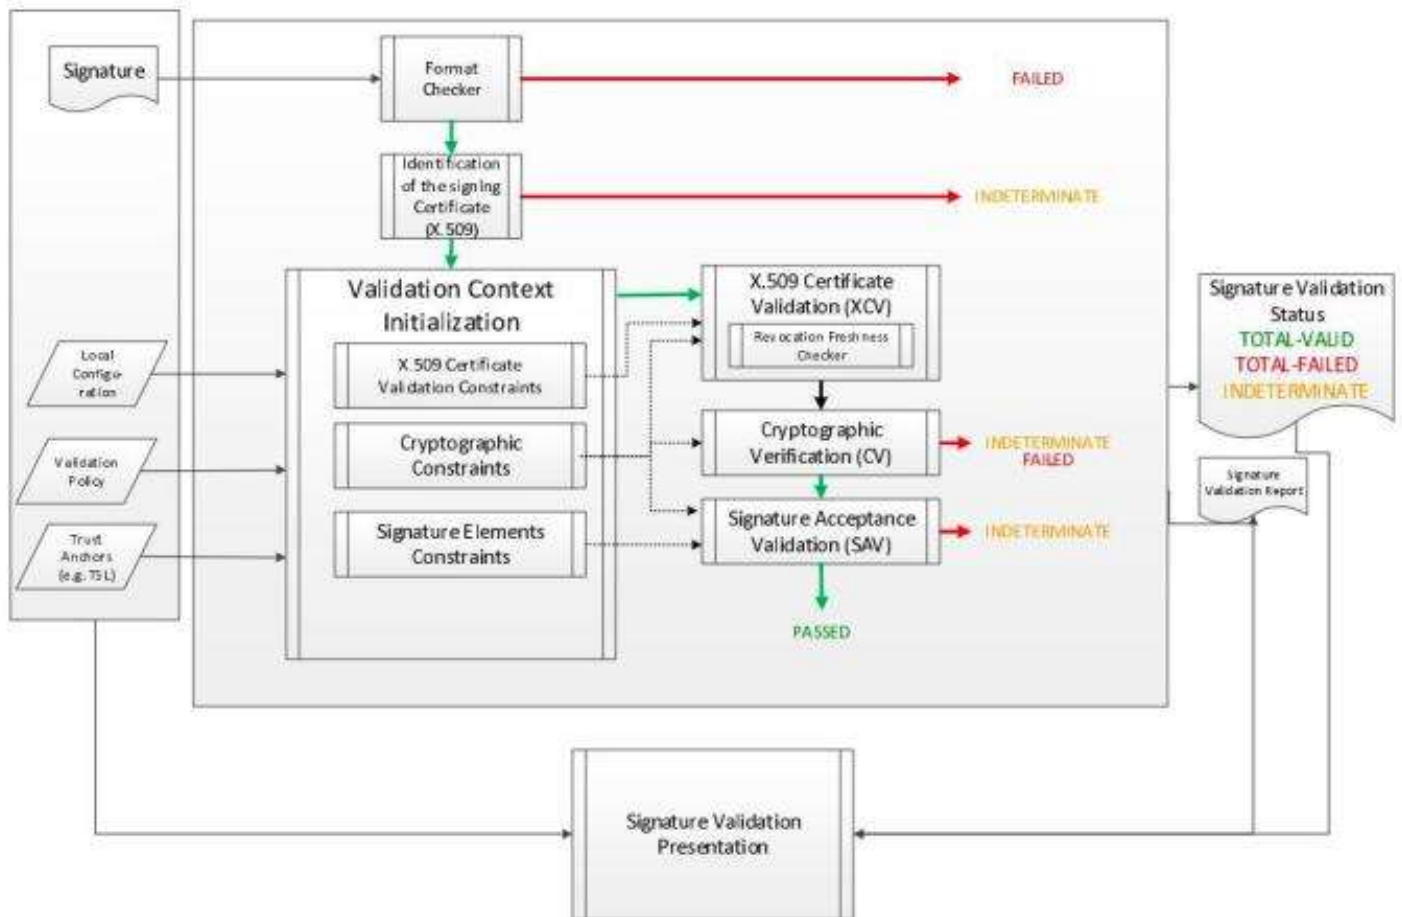 Signature
Format
Checker
FAILED
Identification
of the signing
Certificate
(X.509)
INDETERMINATE
Validation Context
Initialization
X.509 Certificate
Validation (XCV)
Revocation Freshness
Checker
Signature Validation
Status
TOTAL-VALID
TOTAL-FAILED
INDETERMINATE
Local
Configu-
ration
X.509 Certificate
Validation Constraints
Cryptographic
Constraints
Cryptographic
Verification (CV)
INDETERMINATE
FAILED
Validation
Policy
Signature
Validation Report
Trust
Anchors
(e.g. TSL)
Signature Elements
Constraints
Signature Acceptance
Validation (SAV)
INDETERMINATE
PASSED
Signature Validation
Presentation